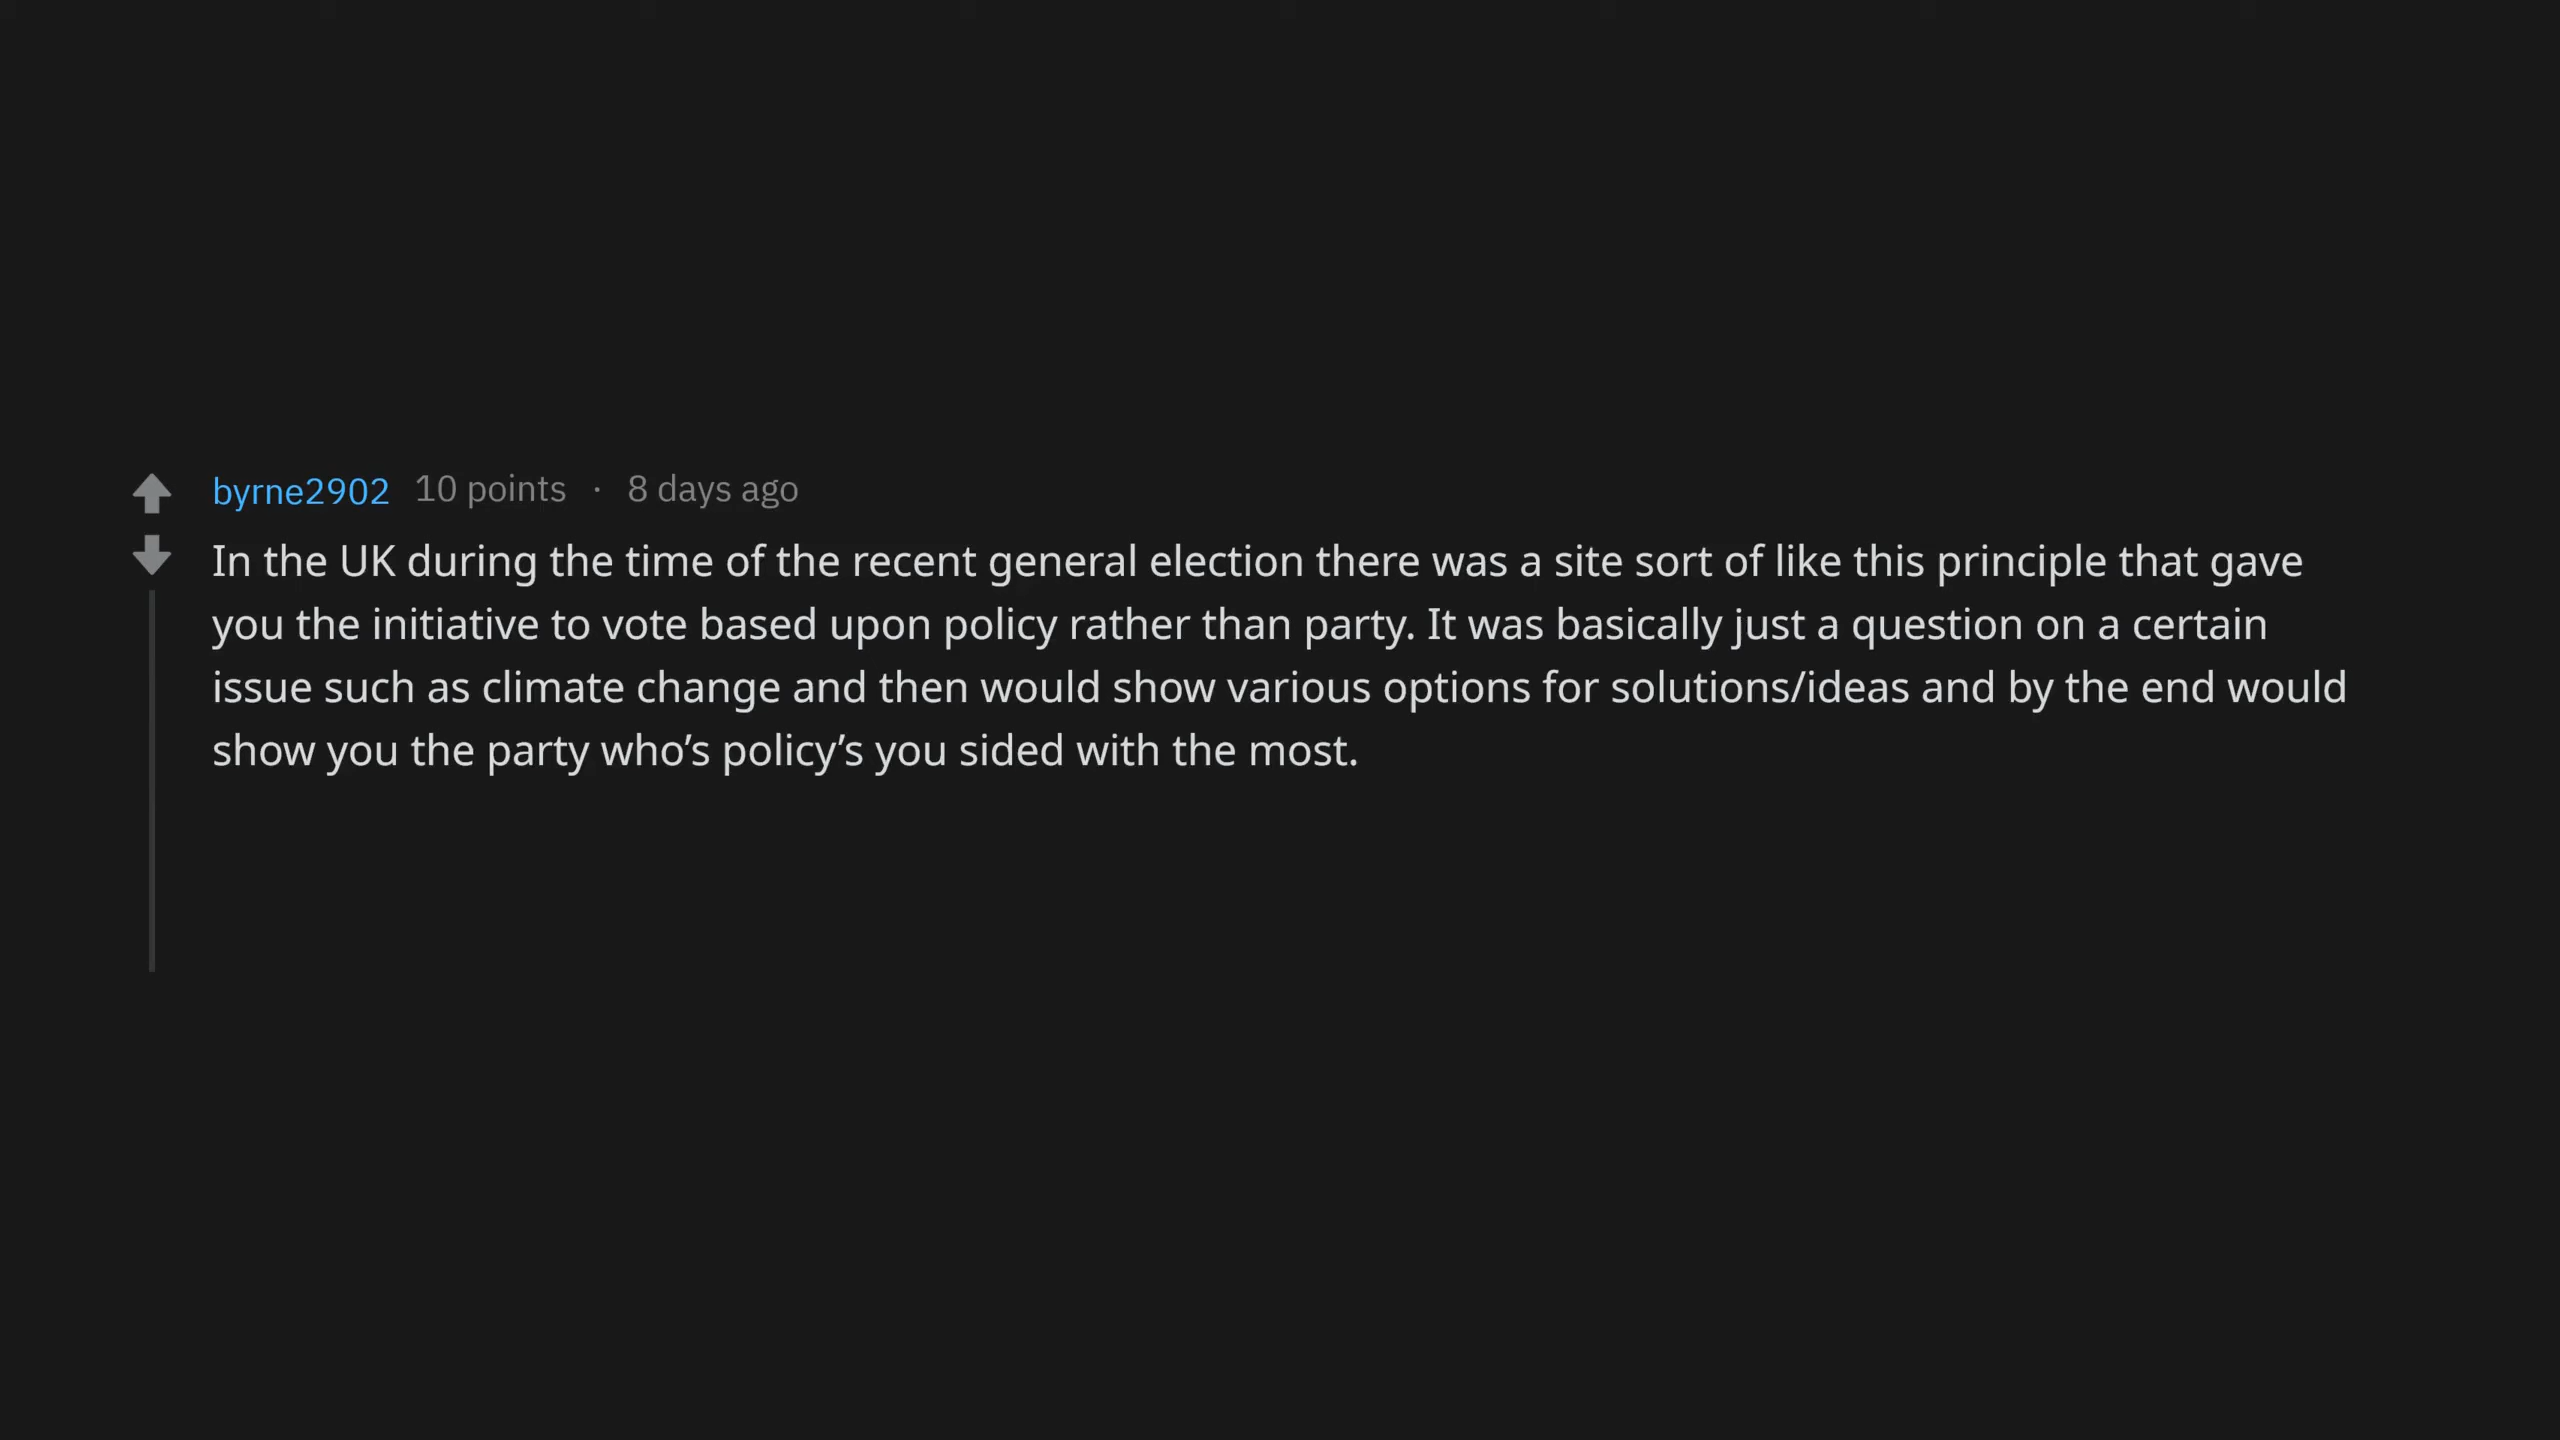 byrne2902 10 points · 8 days ago
In the UK during the time of the recent general election there was a site sort of like this principle that gave
you the initiative to vote based upon policy rather than party. It was basically just a question on a certain
issue such as climate change and then would show various options for solutions/ideas and by the end would
show you the party who’s policy’s you sided with the most.